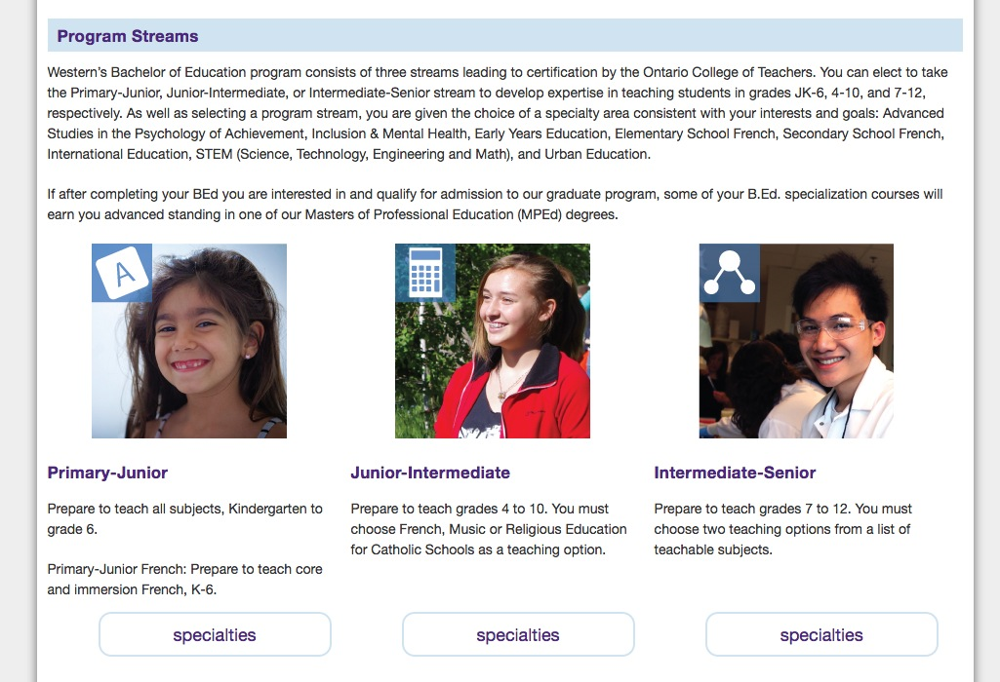 Program Streams
Western's Bachelor of Education program consists of three streams leading to certification by the Ontario College of Teachers. You can elect to take
the Primary-Junior, Junior-Intermediate, or Intermediate-Senior stream to develop expertise in teaching students in grades JK-6, 4-10, and 7-12,
respectively. As well as selecting a program stream, you are given the choice of a specialty area consistent with your interests and goals: Advanced
Studies in the Psychology of Achievement, Inclusion & Mental Health, Early Years Education, Elementary School French, Secondary School French,
International Education, STEM (Science, Technology, Engineering and Math), and Urban Education.
If after completing your BEd you are interested in and qualify for admission to our graduate program, some of your B.Ed. specialization courses will
earn you advanced standing in one of our Masters of Professional Education (MPEd) degrees.
A
Primary-Junior
Prepare to teach all subjects, Kindergarten to
grade 6.
Primary-Junior French: Prepare to teach core
and immersion French, K-6.
specialties
Junior-Intermediate
Prepare to teach grades 4 to 10. You must
choose French, Music or Religious Education
for Catholic Schools as a teaching option.
specialties
Intermediate-Senior
Prepare to teach grades 7 to 12. You must
choose two teaching options from a list of
teachable subjects.
specialties